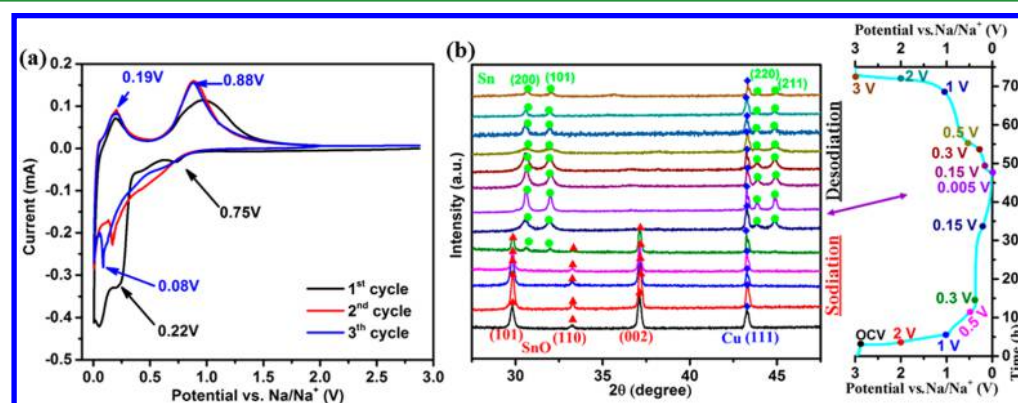 (a)
0.2
0.1
0.0
-0.1
-0.2
-0.3
-0.4
-0.5
Currrent (mA)
0.19V
0.88V
0.75V
0.08V
0.22V
1st cycle
2nd cycle
3th cycle
0.0 0.5 1.0 1.5 2.0 2.5 3.0
Potential vs. Na/Na+ (V)
(b)
Sn
(200) (101)
(220)
(211)
Intensity (a.u.)
(101) SnO (110) (002) Cu (111)
30 35 40 45
2θ (degree)
Desodiation
Sodiation
Potential vs.Na/Na+ (V)
3 2 1 0
3 V
2 V
1 V
0.5 V
0.3 V
0.15 V
0.005 V
0.15 V
0.3 V
0.5 V
OCV
2 V
1 V
70
60
50
40
30
20
10
0
Time (h)
3 2 1 0
Potential vs.Na/Na+ (V)